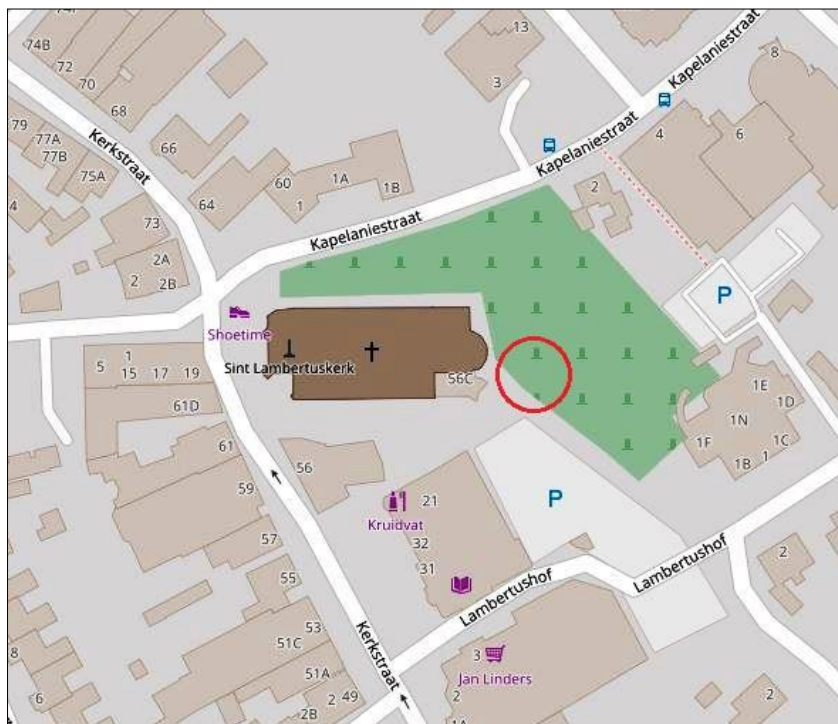 13
74B
72
8
70
3
68
Kapelaniestraat
79
77A
77B
75A
Kerkstraat
66
4
6
Kapelaniestraat
4
60
1A
1B
2
64
1
73
Kapelaniestraat
2A
2
2B
P
Shoetime
Sint Lambertuskerk
1
5
15
17
19
56C
61D
1E
1D
1N
61
1F
1C
1B
1
56
59
21
P
Kruidvat
57
32
31
2
55
Lambertushof
Lambertushof
53
51C
8
3
51A
Kerkstraat
Jan Linders
6
2
49
2
2
2B
1A